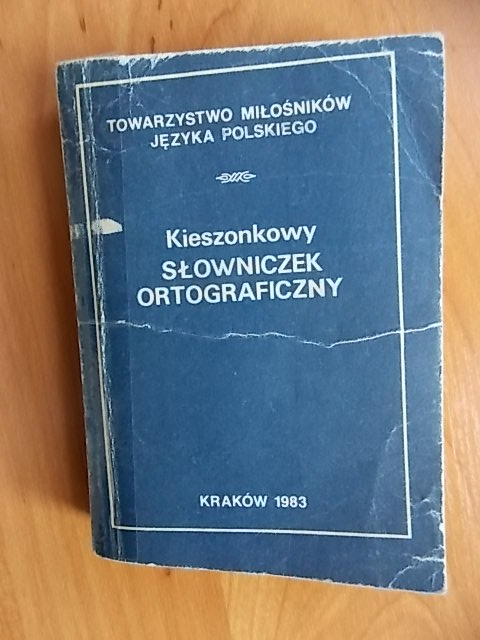 TOWARZYSTWO MIŁOŚNIKÓW
JĘZYKA POLSKIEGO
Kieszonkowy
SŁOWNICZEK
ORTOGRAFICZNY
KRAKÓW 1983